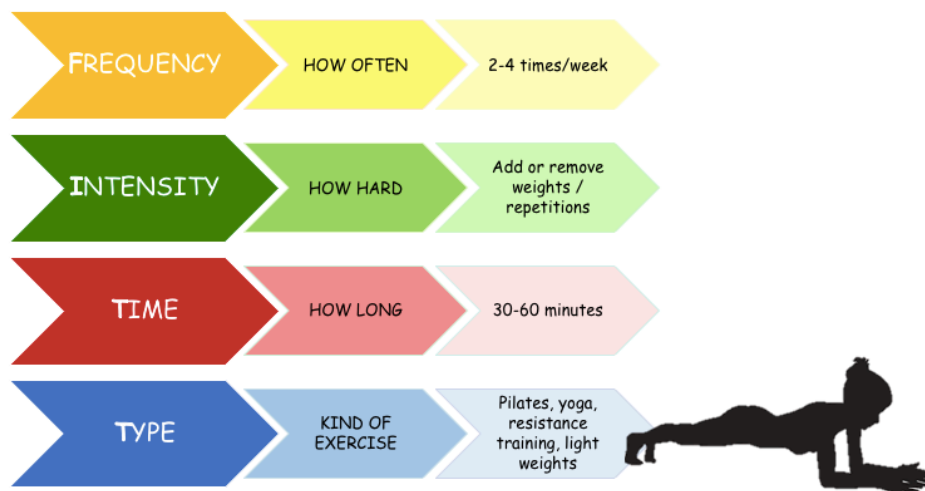 FREQUENCY
HOW OFTEN
2-4 times/week
INTENSITY
HOW HARD
Add or remove
weights /
repetitions
TIME
HOW LONG
30-60 minutes
TYPE
KIND OF
EXERCISE
Pilates, yoga,
resistance
training, light
weights